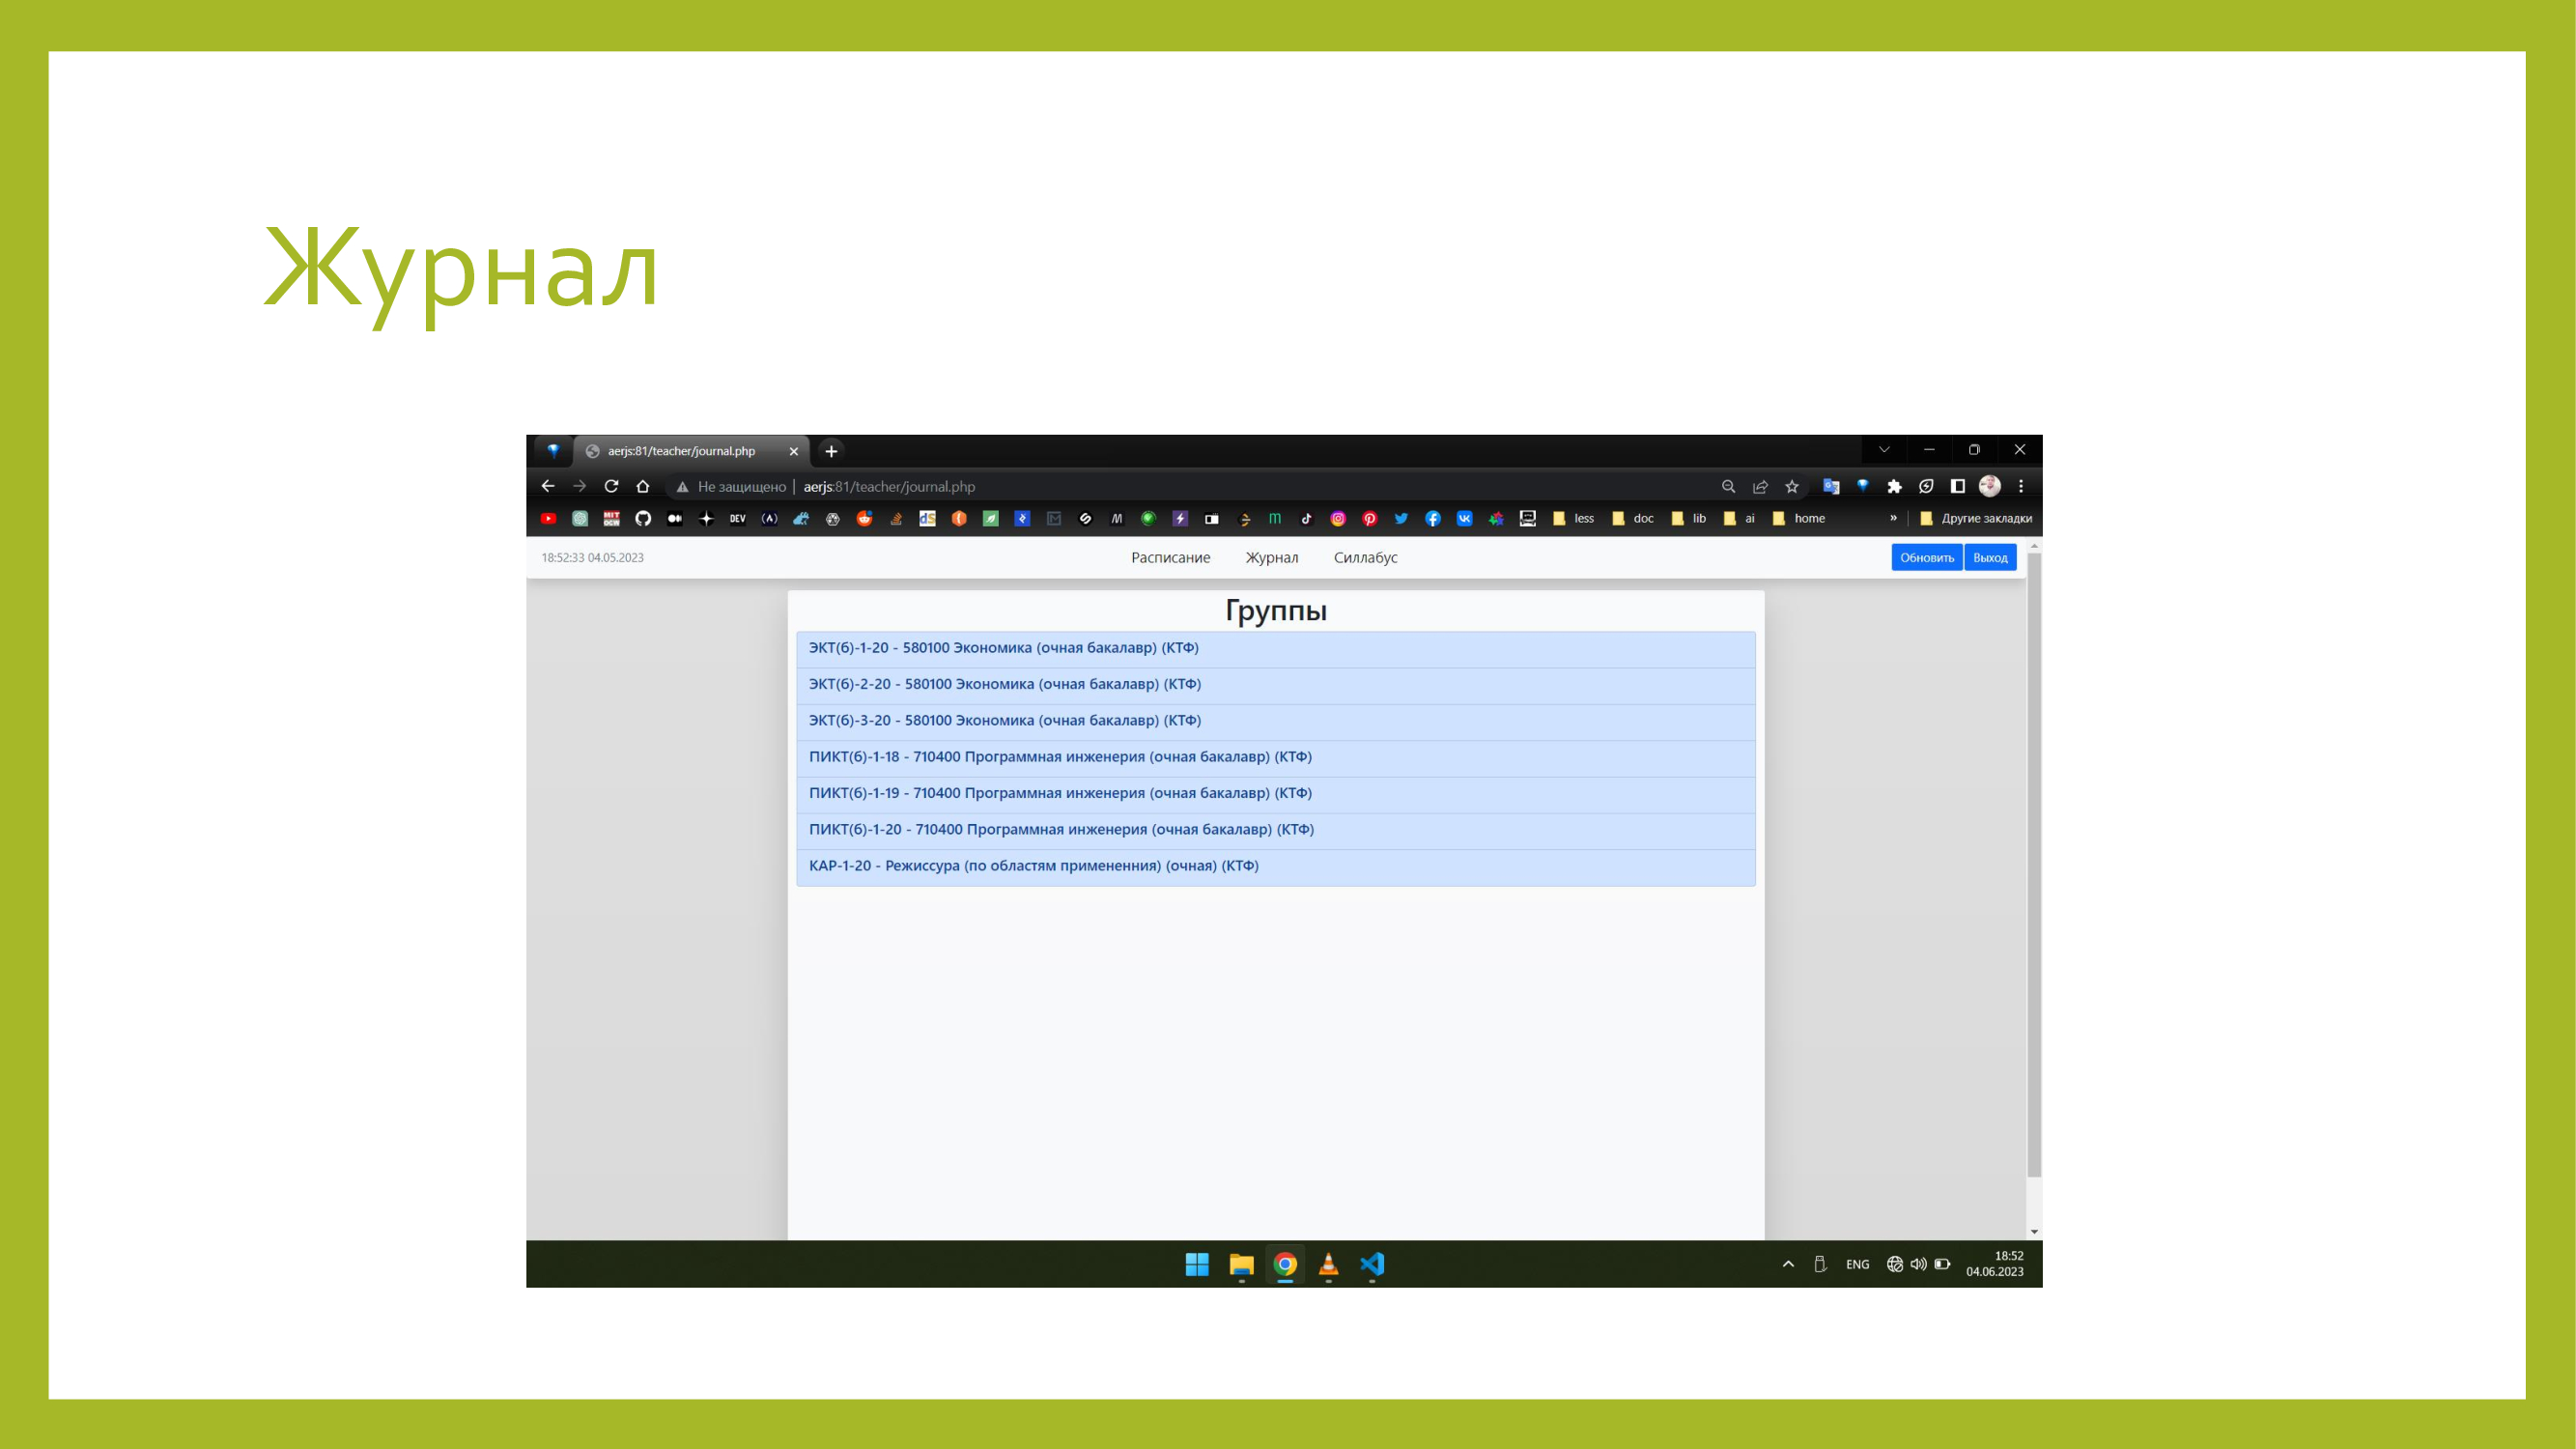 Журнал
aerjs:81/teacher/journal.php
Не защищено | aerjs:81/teacher/journal.php
DEV less doc lib ai home » Другие закладки
18:52:33 04.05.2023 Расписание Журнал Силлабус Обновить Выход
Группы
ЭКТ(б)-1-20 - 580100 Экономика (очная бакалавр) (КТФ)
ЭКТ(б)-2-20 - 580100 Экономика (очная бакалавр) (КТФ)
ЭКТ(б)-3-20 - 580100 Экономика (очная бакалавр) (КТФ)
ПИКТ(б)-1-18 - 710400 Программная инженерия (очная бакалавр) (КТФ)
ПИКТ(б)-1-19 - 710400 Программная инженерия (очная бакалавр) (КТФ)
ПИКТ(б)-1-20 - 710400 Программная инженерия (очная бакалавр) (КТФ)
КАР-1-20 - Режиссура (по областям примененния) (очная) (КТФ)
ENG 18:52
04.06.2023